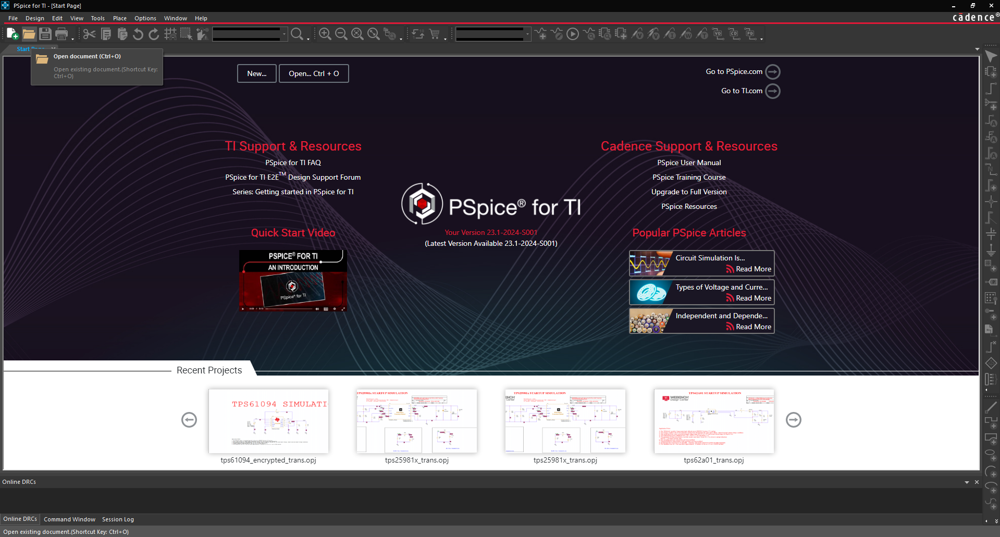 PSpice for TI - [Start Page]
File Design Edit View Tools Place Options Window Help
cādence®
Start Page
Open document (Ctrl+O)
Open existing document.(Shortcut Key:
Ctrl+O)
New...
Open... Ctrl + O
Go to PSpice.com
Go to TI.com
TI Support & Resources
PSpice for TI FAQ
PSpice for TI E2E™ Design Support Forum
Series: Getting started in PSpice for TI
Cadence Support & Resources
PSpice User Manual
PSpice Training Course
Upgrade to Full Version
PSpice Resources
PSpice® for TI
Your Version 23.1-2024-S001
(Latest Version Available 23.1-2024-S001)
Quick Start Video
PSPICE® FOR TI
AN INTRODUCTION
PSpice® for TI
Popular PSpice Articles
Circuit Simulation Is...
Read More
Types of Voltage and Curre...
Read More
Independent and Depende...
Read More
Recent Projects
TPS61094 SIMULATI
TPS25981x STARTUP SIMULATION
TPS25981x STARTUP SIMULATION
TPS62A01 STARTUP SIMULATION
WEBENCH®
Design Center
tps61094_encrypted_trans.opj
tps25981x_trans.opj
tps25981x_trans.opj
tps62a01_trans.opj
Online DRCs
Online DRCs Command Window Session Log
Open existing document.(Shortcut Key: Ctrl+O)